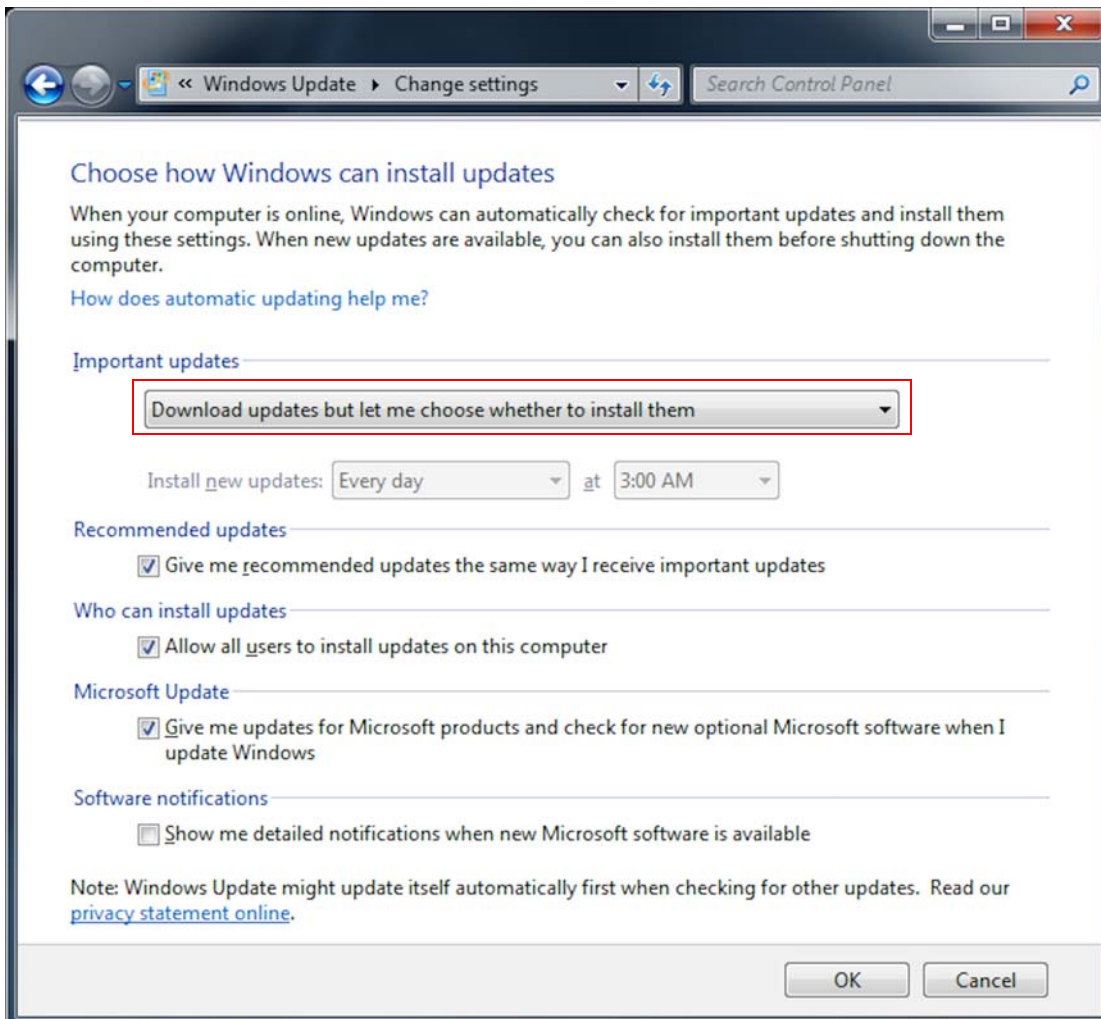 « Windows Update ▸ Change settings
Search Control Panel
Choose how Windows can install updates
When your computer is online, Windows can automatically check for important updates and install them
using these settings. When new updates are available, you can also install them before shutting down the
computer.
How does automatic updating help me?
Important updates
Download updates but let me choose whether to install them
Install new updates: Every day at 3:00 AM
Recommended updates
Give me recommended updates the same way I receive important updates
Who can install updates
Allow all users to install updates on this computer
Microsoft Update
Give me updates for Microsoft products and check for new optional Microsoft software when I
update Windows
Software notifications
Show me detailed notifications when new Microsoft software is available
Note: Windows Update might update itself automatically first when checking for other updates.  Read our
privacy statement online.
OK Cancel